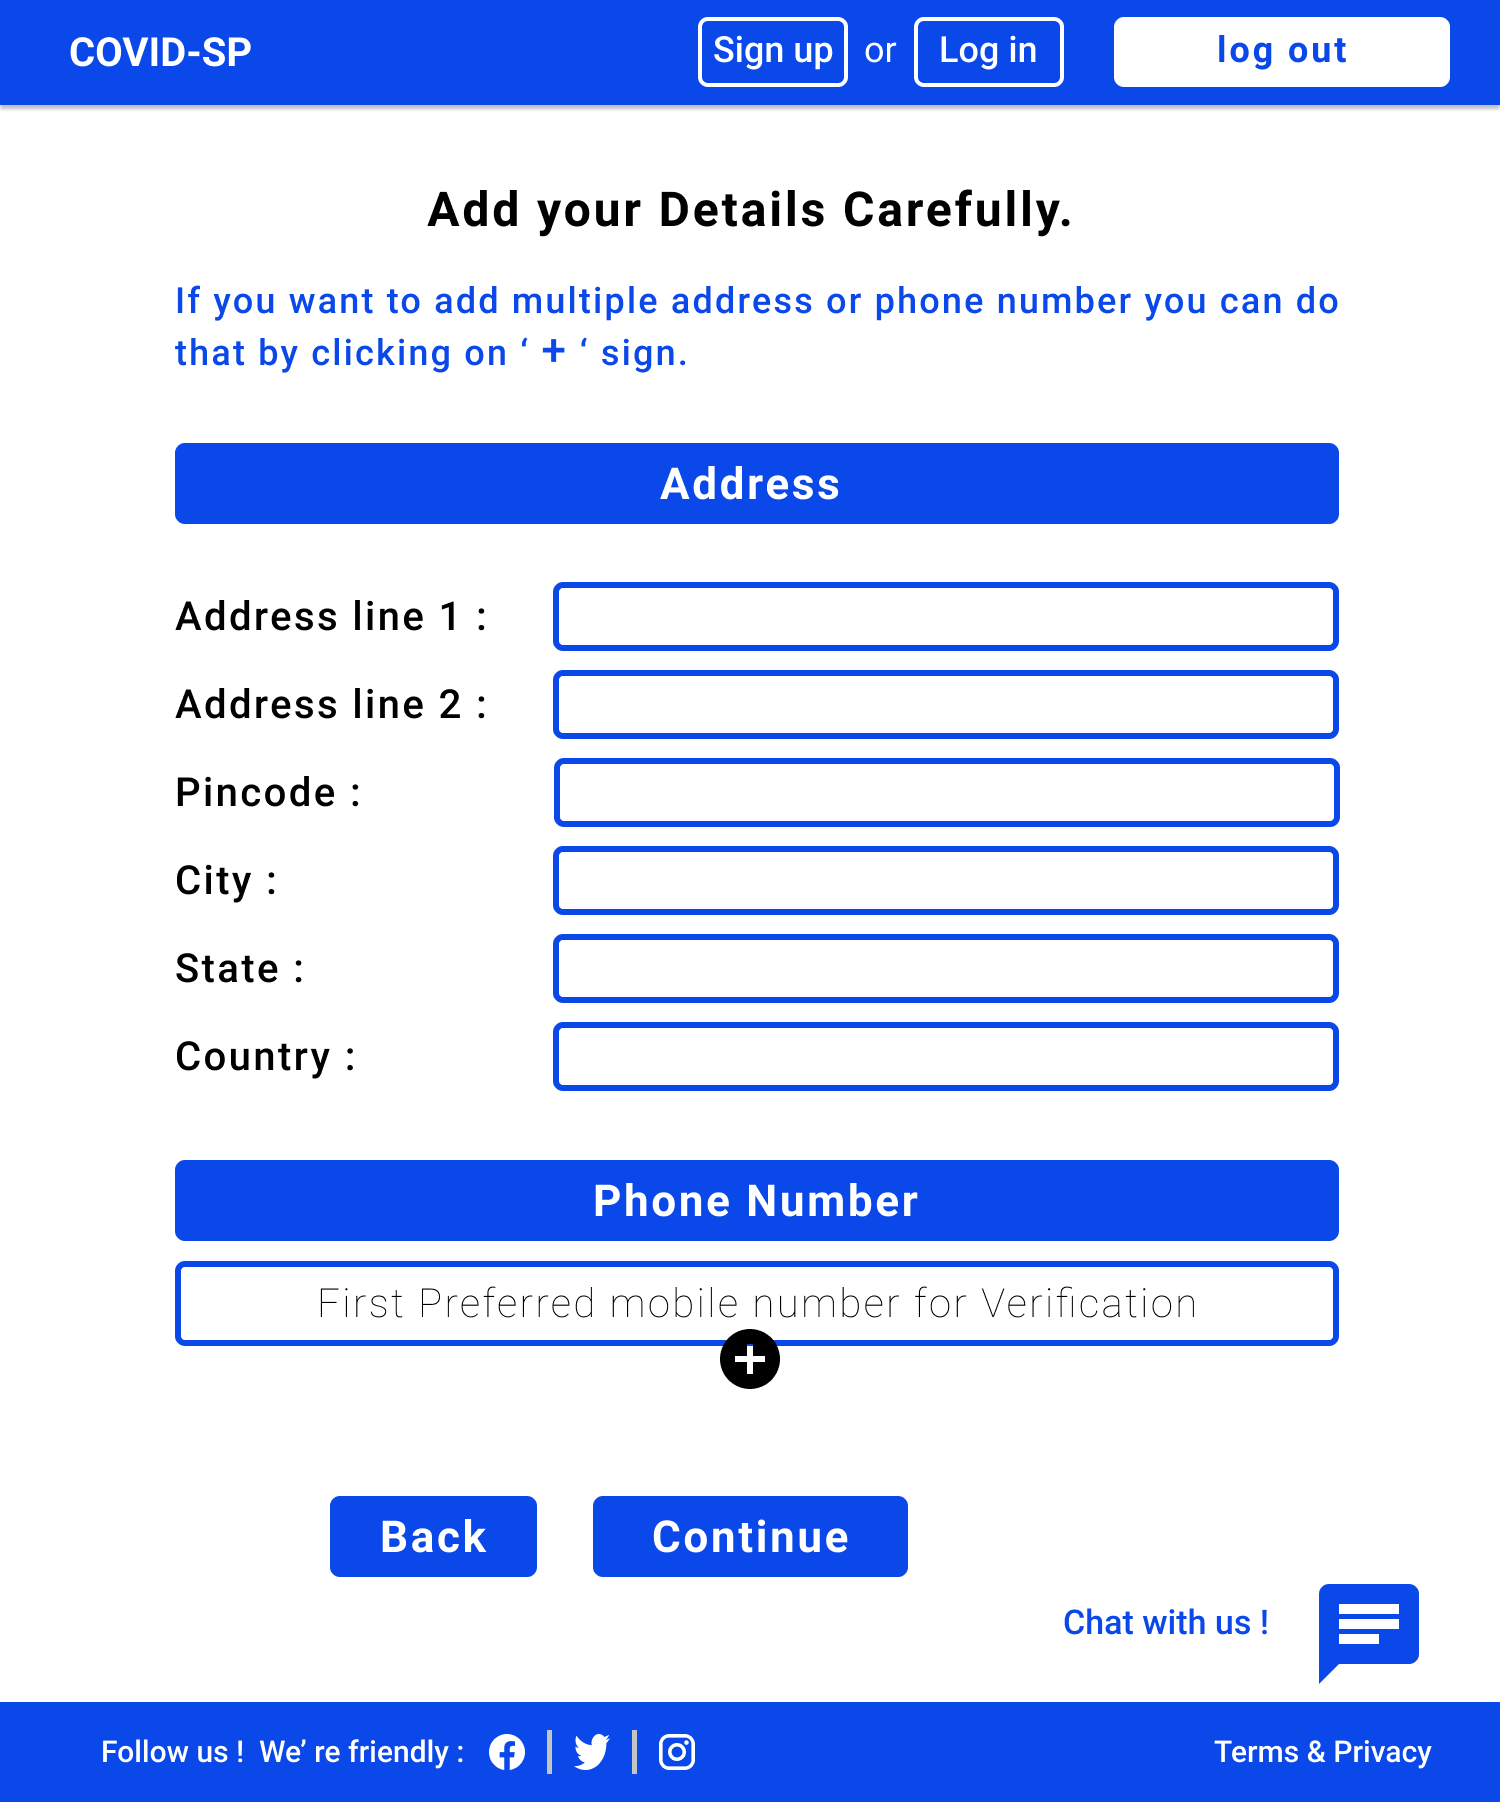 COVID-SP
Sign up or Log in
log out
Add your Details Carefully.
If you want to add multiple address or phone number you can do
that by clicking on ‘ + ‘ sign.
Address
Address line 1 :
Address line 2 :
Pincode :
City :
State :
Country :
Phone Number
First Preferred mobile number for Verification
+
Back
Continue
Chat with us !
Follow us ! We’ re friendly :
Terms & Privacy